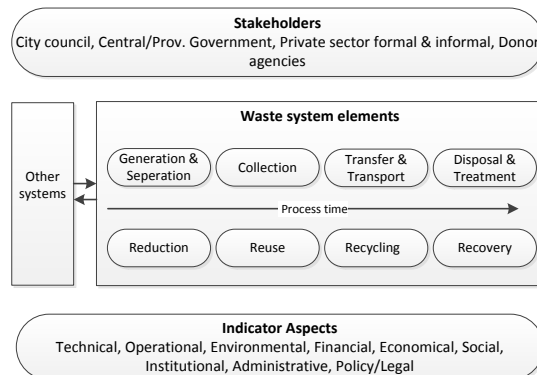 Stakeholders
City council, Central/Prov. Government, Private sector formal & informal, Donor
agencies
Waste system elements
Other
systems
Generation &
Seperation
Collection
Transfer &
Transport
Disposal &
Treatment
Process time
Reduction
Reuse
Recycling
Recovery
Indicator Aspects
Technical, Operational, Environmental, Financial, Economical, Social,
Institutional, Administrative, Policy/Legal